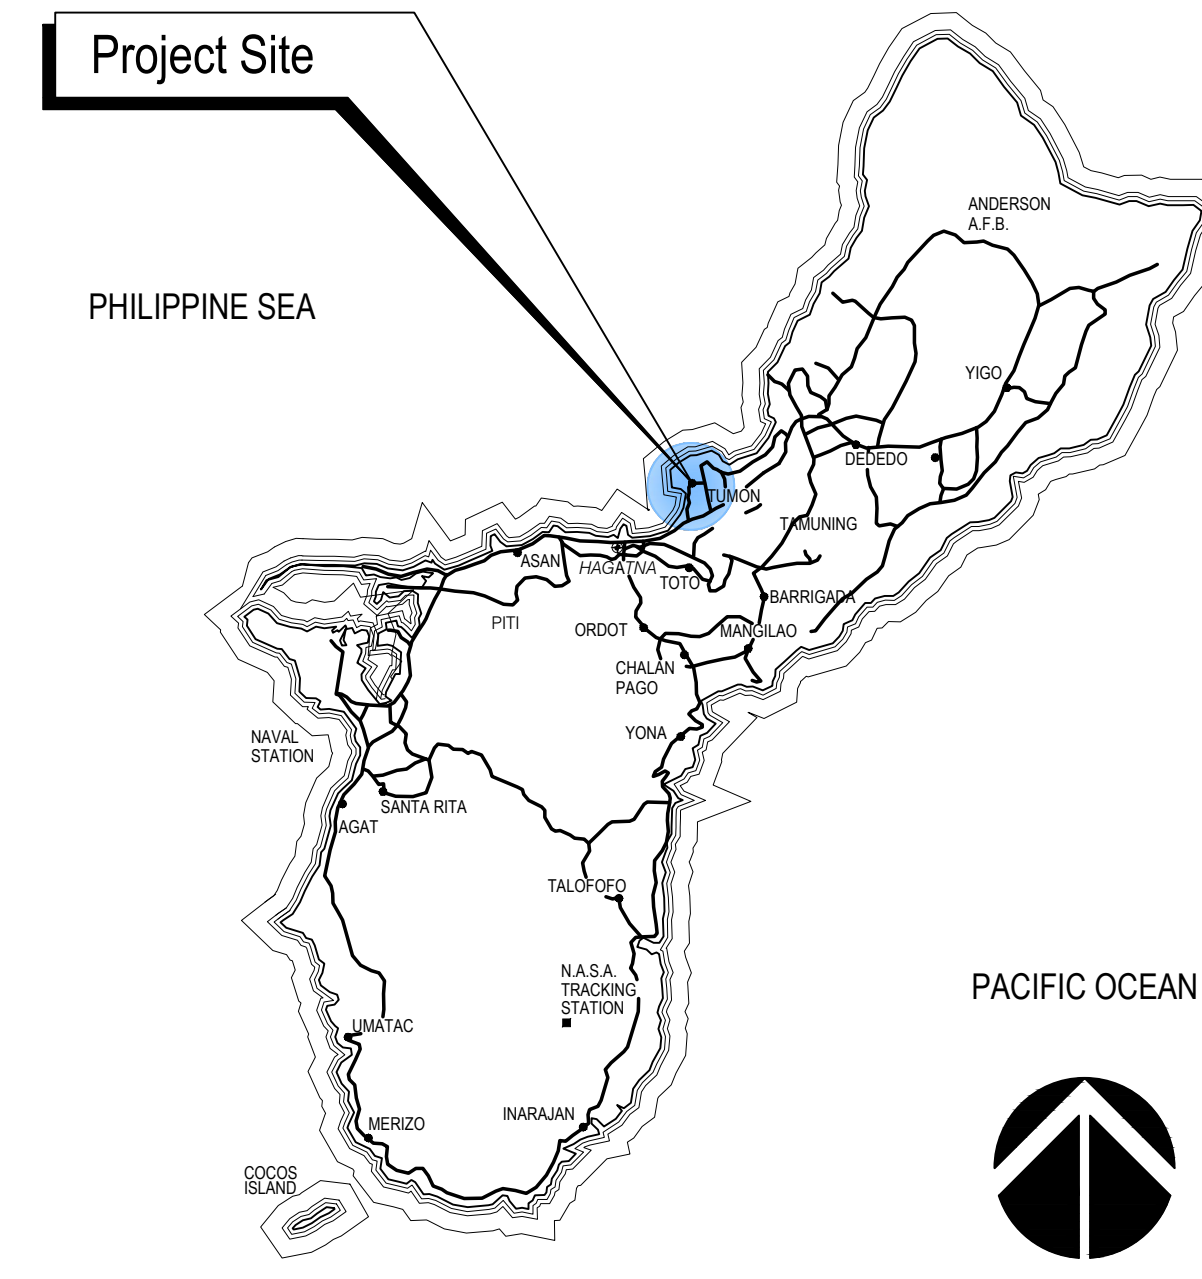 Project Site
ANDERSON
A.F.B.
PHILIPPINE SEA
YIGO
DEDEDO
TUMON
TAMUNING
ASAN
HAGATNA
TOTO
BARRIGADA
PITI
ORDOT
MANGILAO
CHALAN
PAGO
YONA
NAVAL
STATION
SANTA RITA
AGAT
TALOFOFO
N.A.S.A.
TRACKING
STATION
PACIFIC OCEAN
UMATAC
INARAJAN
MERIZO
COCOS
ISLAND